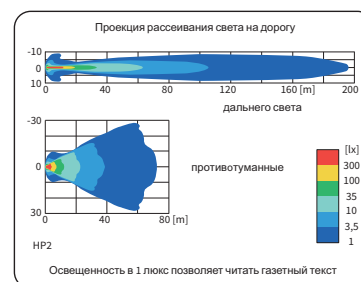 Проекция рассеивания света на дорогу
-10
0
10
0 40 80 120 160 [m] 200
дальнего света
-30
0
30
0 40 80 [m]
противотуманные
[lx]
300
100
35
10
3,5
1
HP2
Освещенность в 1 люкс позволяет читать газетный текст